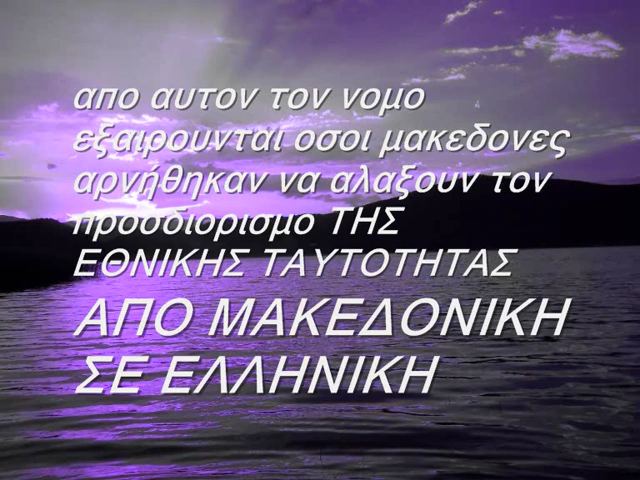 απο αυτον τον νομο
εξαιρουνται οσοι μακεδονες
αρνήθηκαν να αλαξουν τον
προσδιορισμο ΤΗΣ
ΕΘΝΙΚΗΣ ΤΑΥΤΟΤΗΤΑΣ
ΑΠΟ ΜΑΚΕΔΟΝΙΚΗ
ΣΕ ΕΛΛΗΝΙΚΗ